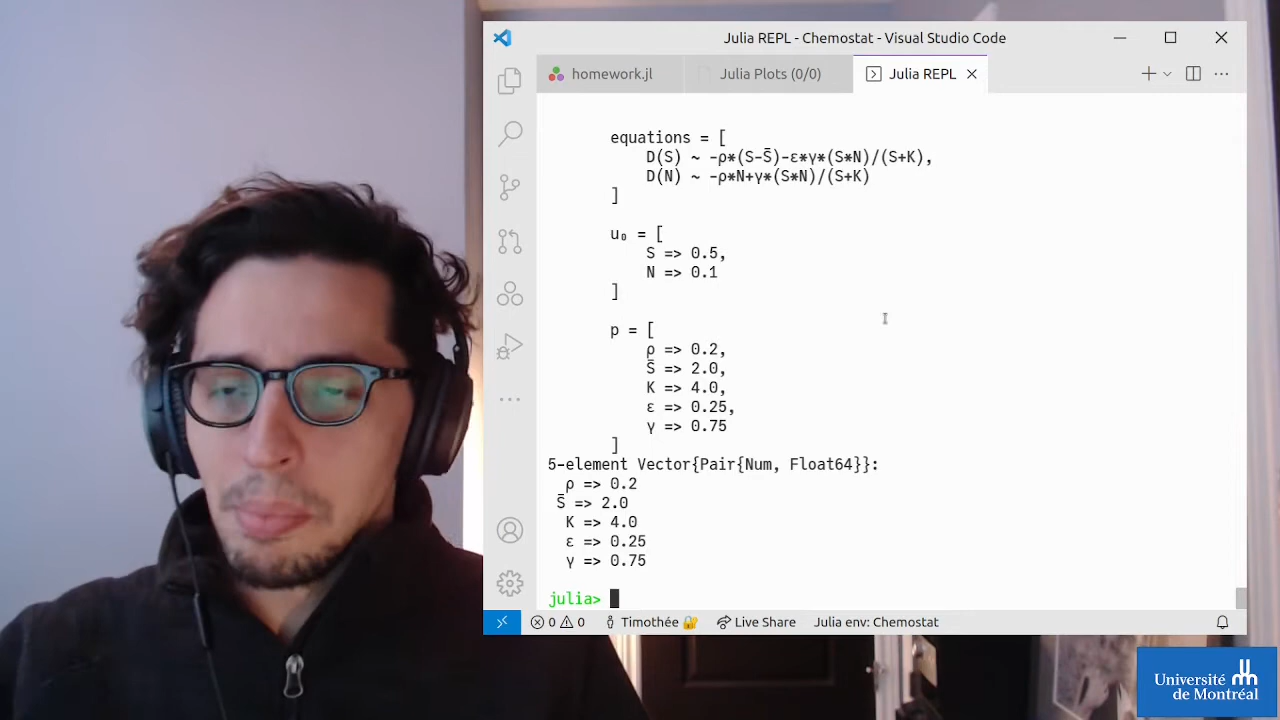 Julia REPL - Chemostat - Visual Studio Code
homework.jl
Julia Plots (0/0)
Julia REPL
equations = [
D(S) ~ -ρ*(S-S̄)-ε*γ*(S*N)/(S+K),
D(N) ~ -ρ*N+γ*(S*N)/(S+K)
]
u₀ = [
S => 0.5,
N => 0.1
]
p = [
ρ => 0.2,
S̄ => 2.0,
K => 4.0,
ε => 0.25,
γ => 0.75
]
5-element Vector{Pair{Num, Float64}}:
ρ => 0.2
S̄ => 2.0
K => 4.0
ε => 0.25
γ => 0.75
julia>
0 0 Timothée 🔐 Live Share Julia env: Chemostat
Université
de Montréal